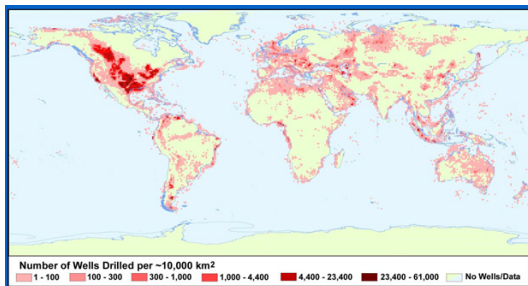 Number of Wells Drilled per ~10,000 km²
1 - 100 100 - 300 300 - 1,000 1,000 - 4,400 4,400 - 23,400 23,400 - 61,000 No Wells/Data